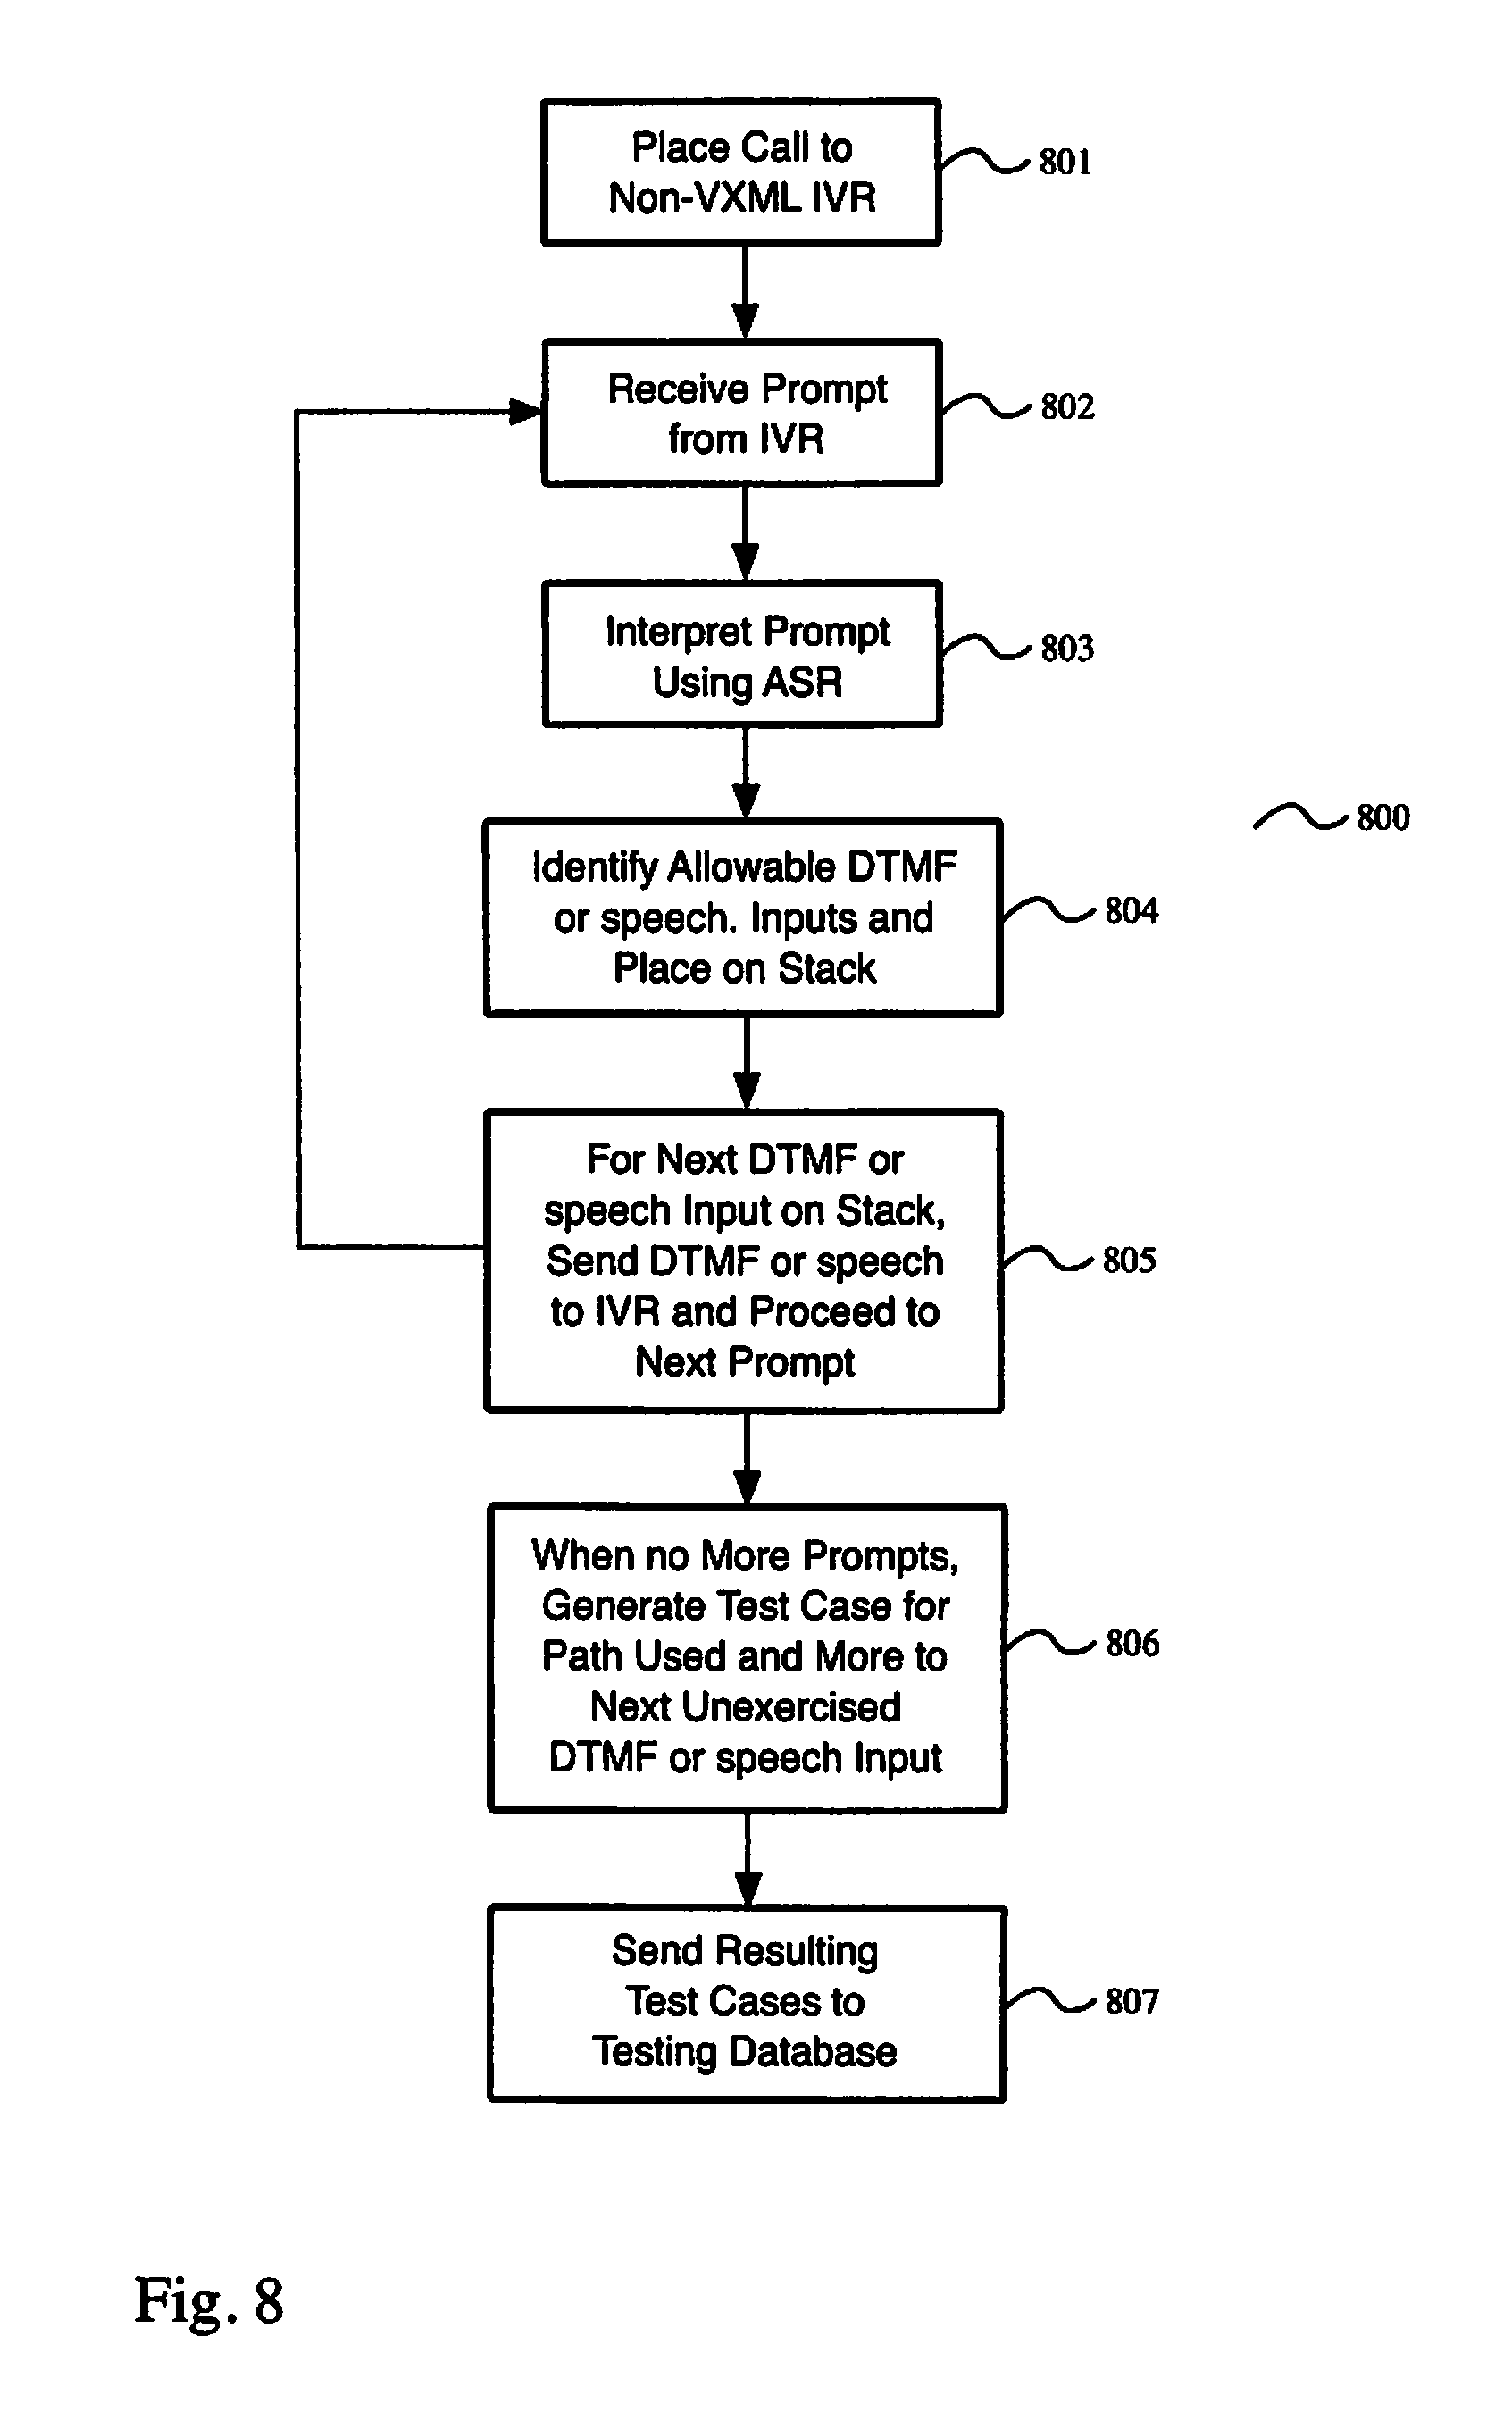 Place Call to
Non-VXML IVR
801
Receive Prompt
from IVR
802
Interpret Prompt
Using ASR
803
800
Identify Allowable DTMF
or speech. Inputs and
Place on Stack
804
For Next DTMF or
speech Input on Stack,
Send DTMF or speech
to IVR and Proceed to
Next Prompt
805
When no More Prompts,
Generate Test Case for
Path Used and More to
Next Unexercised
DTMF or speech Input
806
Send Resulting
Test Cases to
Testing Database
807
Fig. 8